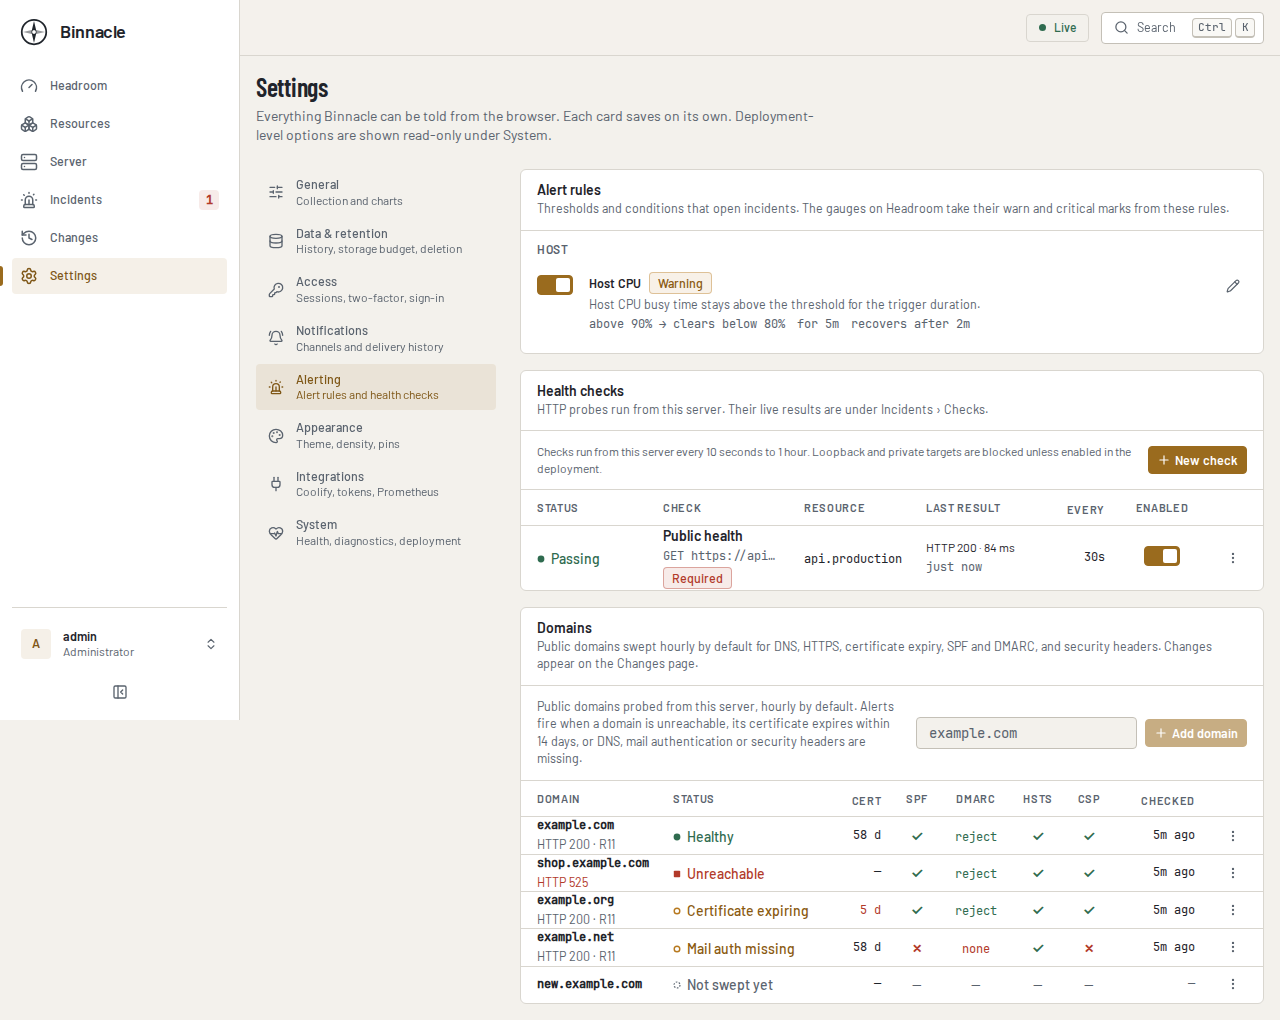 Binnacle
Live
Search
Ctrl K
Headroom
Resources
Server
Incidents 1
Changes
Settings
A
admin
Administrator
Settings
Everything Binnacle can be told from the browser. Each card saves on its own. Deployment-
level options are shown read-only under System.
General
Collection and charts
Data & retention
History, storage budget, deletion
Access
Sessions, two-factor, sign-in
Notifications
Channels and delivery history
Alerting
Alert rules and health checks
Appearance
Theme, density, pins
Integrations
Coolify, tokens, Prometheus
System
Health, diagnostics, deployment
Alert rules
Thresholds and conditions that open incidents. The gauges on Headroom take their warn and critical marks from these rules.
HOST
Host CPU Warning
Host CPU busy time stays above the threshold for the trigger duration.
above 90% → clears below 80% for 5m recovers after 2m
Health checks
HTTP probes run from this server. Their live results are under Incidents › Checks.
Checks run from this server every 10 seconds to 1 hour. Loopback and private targets are blocked unless enabled in the
deployment.
New check
STATUS CHECK RESOURCE LAST RESULT EVERY ENABLED
Passing
Public health
GET https://api…
Required
api.production
HTTP 200 · 84 ms
just now
30s
Domains
Public domains swept hourly by default for DNS, HTTPS, certificate expiry, SPF and DMARC, and security headers. Changes
appear on the Changes page.
Public domains probed from this server, hourly by default. Alerts
fire when a domain is unreachable, its certificate expires within
14 days, or DNS, mail authentication or security headers are
missing.
example.com
Add domain
DOMAIN STATUS CERT SPF DMARC HSTS CSP CHECKED
example.com
HTTP 200 · R11
Healthy 58 d ✓ reject ✓ ✓ 5m ago
shop.example.com
HTTP 525
Unreachable — ✓ reject ✓ ✓ 5m ago
example.org
HTTP 200 · R11
Certificate expiring 5 d ✓ reject ✓ ✓ 5m ago
example.net
HTTP 200 · R11
Mail auth missing 58 d ✕ none ✓ ✕ 5m ago
new.example.com Not swept yet — — — — — —